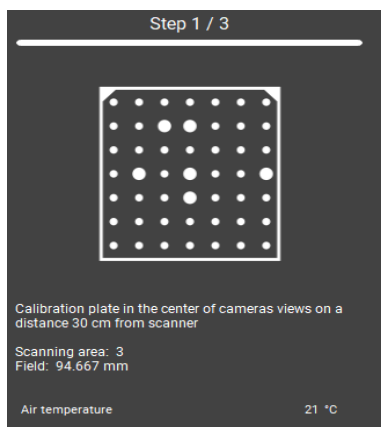 Step 1 / 3
Calibration plate in the center of cameras views on a
distance 30 cm from scanner
Scanning area: 3
Field: 94.667 mm
Air temperature 21 °C